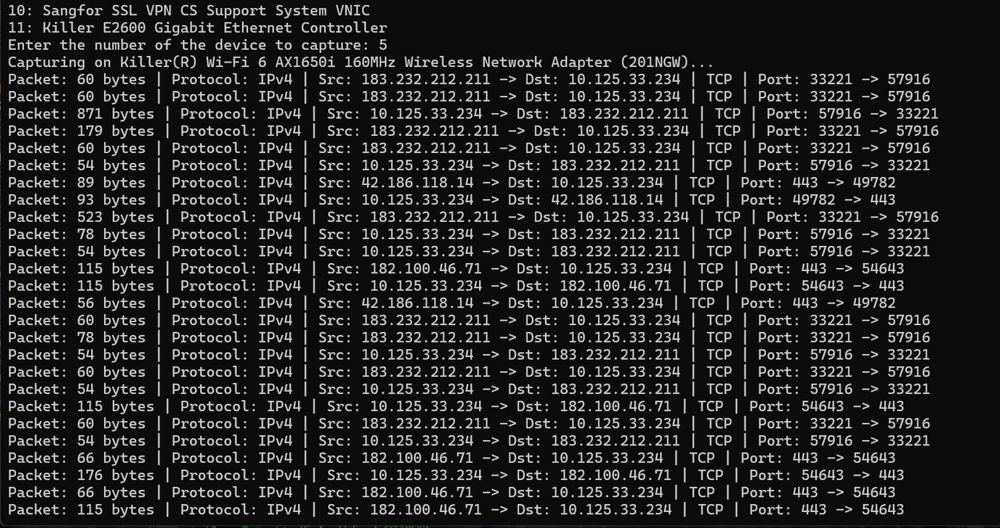 10: Sangfor SSL VPN CS Support System VNIC
11: Killer E2600 Gigabit Ethernet Controller
Enter the number of the device to capture: 5
Capturing on Killer(R) Wi-Fi 6 AX1650i 160MHz Wireless Network Adapter (201NGW)...
Packet: 60 bytes | Protocol: IPv4 | Src: 183.232.212.211 -> Dst: 10.125.33.234 | TCP | Port: 33221 -> 57916
Packet: 60 bytes | Protocol: IPv4 | Src: 183.232.212.211 -> Dst: 10.125.33.234 | TCP | Port: 33221 -> 57916
Packet: 871 bytes | Protocol: IPv4 | Src: 10.125.33.234 -> Dst: 183.232.212.211 | TCP | Port: 57916 -> 33221
Packet: 179 bytes | Protocol: IPv4 | Src: 183.232.212.211 -> Dst: 10.125.33.234 | TCP | Port: 33221 -> 57916
Packet: 60 bytes | Protocol: IPv4 | Src: 183.232.212.211 -> Dst: 10.125.33.234 | TCP | Port: 33221 -> 57916
Packet: 54 bytes | Protocol: IPv4 | Src: 10.125.33.234 -> Dst: 183.232.212.211 | TCP | Port: 57916 -> 33221
Packet: 89 bytes | Protocol: IPv4 | Src: 42.186.118.14 -> Dst: 10.125.33.234 | TCP | Port: 443 -> 49782
Packet: 93 bytes | Protocol: IPv4 | Src: 10.125.33.234 -> Dst: 42.186.118.14 | TCP | Port: 49782 -> 443
Packet: 523 bytes | Protocol: IPv4 | Src: 183.232.212.211 -> Dst: 10.125.33.234 | TCP | Port: 33221 -> 57916
Packet: 78 bytes | Protocol: IPv4 | Src: 10.125.33.234 -> Dst: 183.232.212.211 | TCP | Port: 57916 -> 33221
Packet: 54 bytes | Protocol: IPv4 | Src: 10.125.33.234 -> Dst: 183.232.212.211 | TCP | Port: 57916 -> 33221
Packet: 115 bytes | Protocol: IPv4 | Src: 182.100.46.71 -> Dst: 10.125.33.234 | TCP | Port: 443 -> 54643
Packet: 115 bytes | Protocol: IPv4 | Src: 10.125.33.234 -> Dst: 182.100.46.71 | TCP | Port: 54643 -> 443
Packet: 56 bytes | Protocol: IPv4 | Src: 42.186.118.14 -> Dst: 10.125.33.234 | TCP | Port: 443 -> 49782
Packet: 60 bytes | Protocol: IPv4 | Src: 183.232.212.211 -> Dst: 10.125.33.234 | TCP | Port: 33221 -> 57916
Packet: 78 bytes | Protocol: IPv4 | Src: 183.232.212.211 -> Dst: 10.125.33.234 | TCP | Port: 33221 -> 57916
Packet: 54 bytes | Protocol: IPv4 | Src: 10.125.33.234 -> Dst: 183.232.212.211 | TCP | Port: 57916 -> 33221
Packet: 60 bytes | Protocol: IPv4 | Src: 183.232.212.211 -> Dst: 10.125.33.234 | TCP | Port: 33221 -> 57916
Packet: 54 bytes | Protocol: IPv4 | Src: 10.125.33.234 -> Dst: 183.232.212.211 | TCP | Port: 57916 -> 33221
Packet: 115 bytes | Protocol: IPv4 | Src: 10.125.33.234 -> Dst: 182.100.46.71 | TCP | Port: 54643 -> 443
Packet: 60 bytes | Protocol: IPv4 | Src: 183.232.212.211 -> Dst: 10.125.33.234 | TCP | Port: 33221 -> 57916
Packet: 54 bytes | Protocol: IPv4 | Src: 10.125.33.234 -> Dst: 183.232.212.211 | TCP | Port: 57916 -> 33221
Packet: 66 bytes | Protocol: IPv4 | Src: 182.100.46.71 -> Dst: 10.125.33.234 | TCP | Port: 443 -> 54643
Packet: 176 bytes | Protocol: IPv4 | Src: 10.125.33.234 -> Dst: 182.100.46.71 | TCP | Port: 54643 -> 443
Packet: 66 bytes | Protocol: IPv4 | Src: 182.100.46.71 -> Dst: 10.125.33.234 | TCP | Port: 443 -> 54643
Packet: 115 bytes | Protocol: IPv4 | Src: 182.100.46.71 -> Dst: 10.125.33.234 | TCP | Port: 443 -> 54643